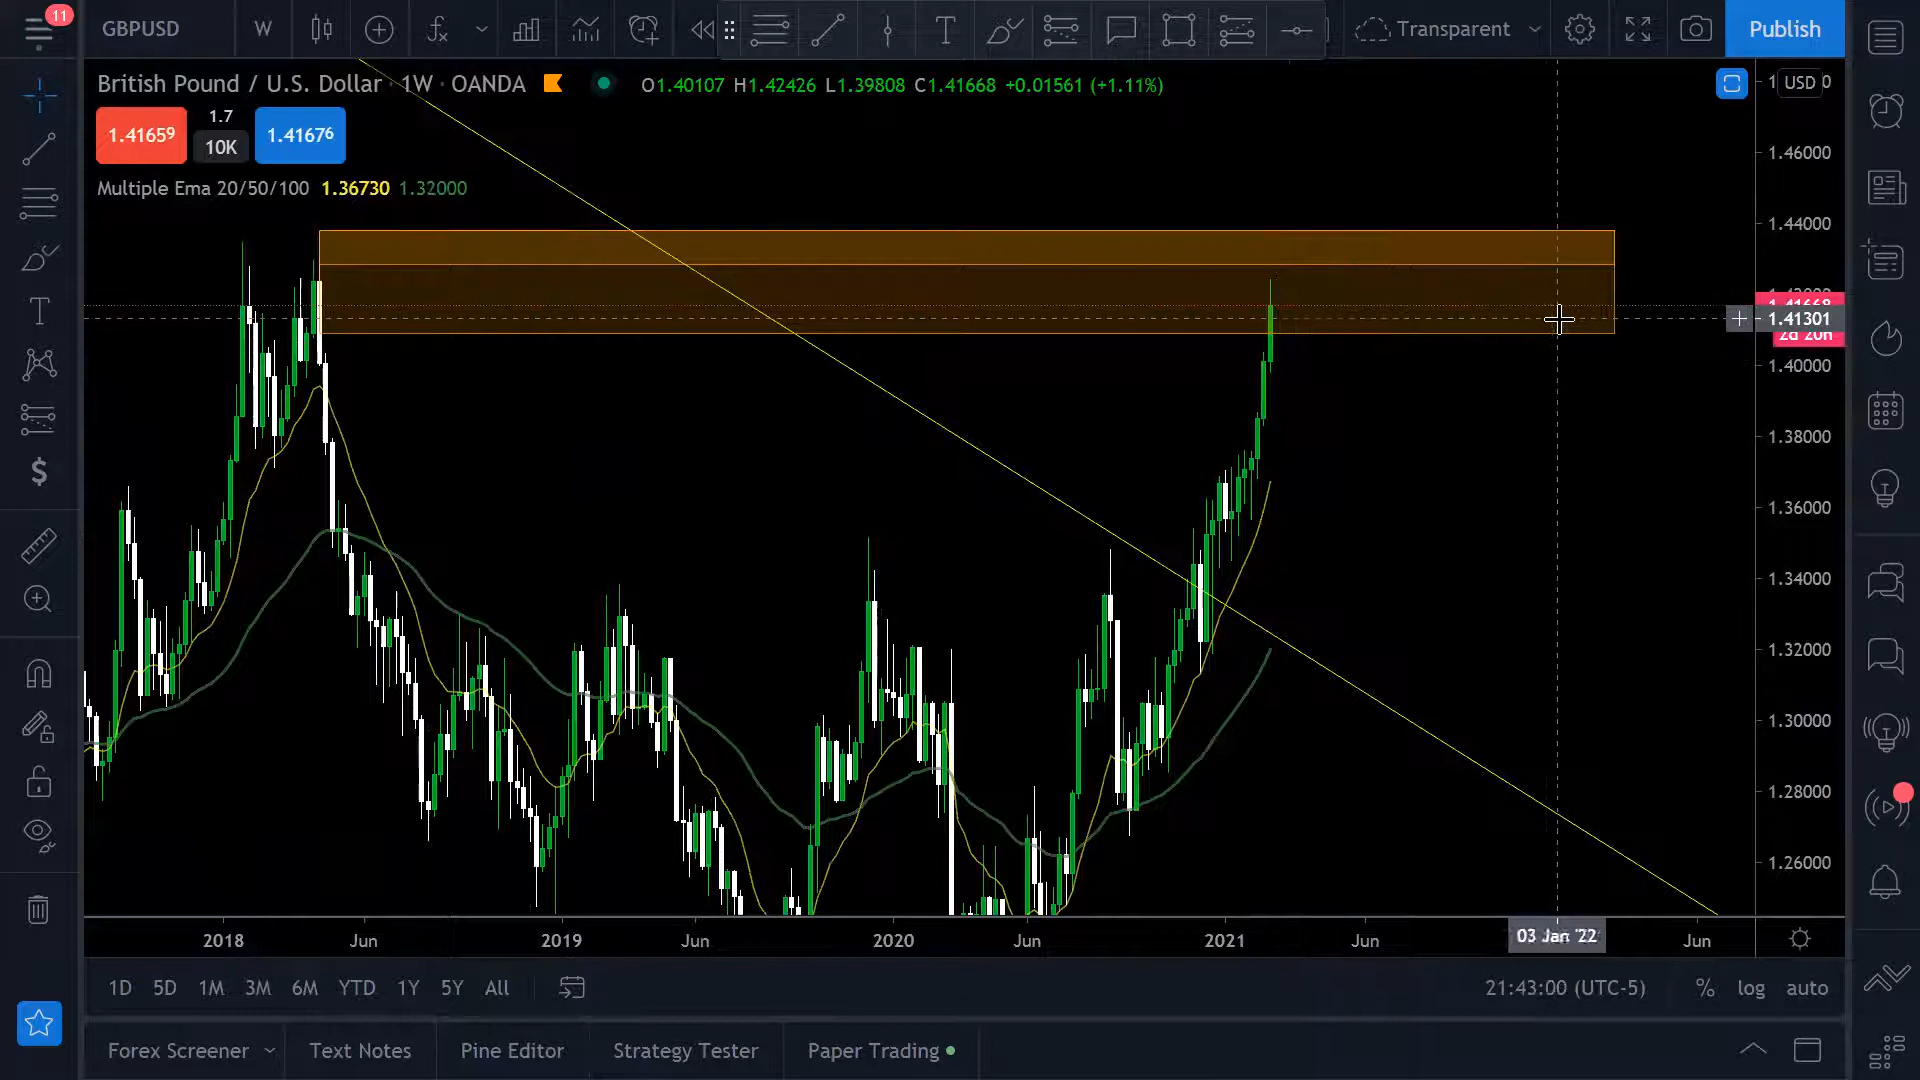 11
GBPUSD W Transparent Publish
British Pound / U.S. Dollar · 1W · OANDA O1.40107 H1.42426 L1.39808 C1.41668 +0.01561 (+1.11%)
USD
1.41659 1.7 10K 1.41676
Multiple Ema 20/50/100 1.36730 1.32000
1.46000
1.44000
1.41668
1.41301
2d 20h
1.40000
1.38000
1.36000
1.34000
1.32000
1.30000
1.28000
1.26000
2018 Jun 2019 Jun 2020 Jun 2021 Jun 03 Jan '22 Jun
1D 5D 1M 3M 6M YTD 1Y 5Y All 21:43:00 (UTC-5) % log auto
Forex Screener Text Notes Pine Editor Strategy Tester Paper Trading